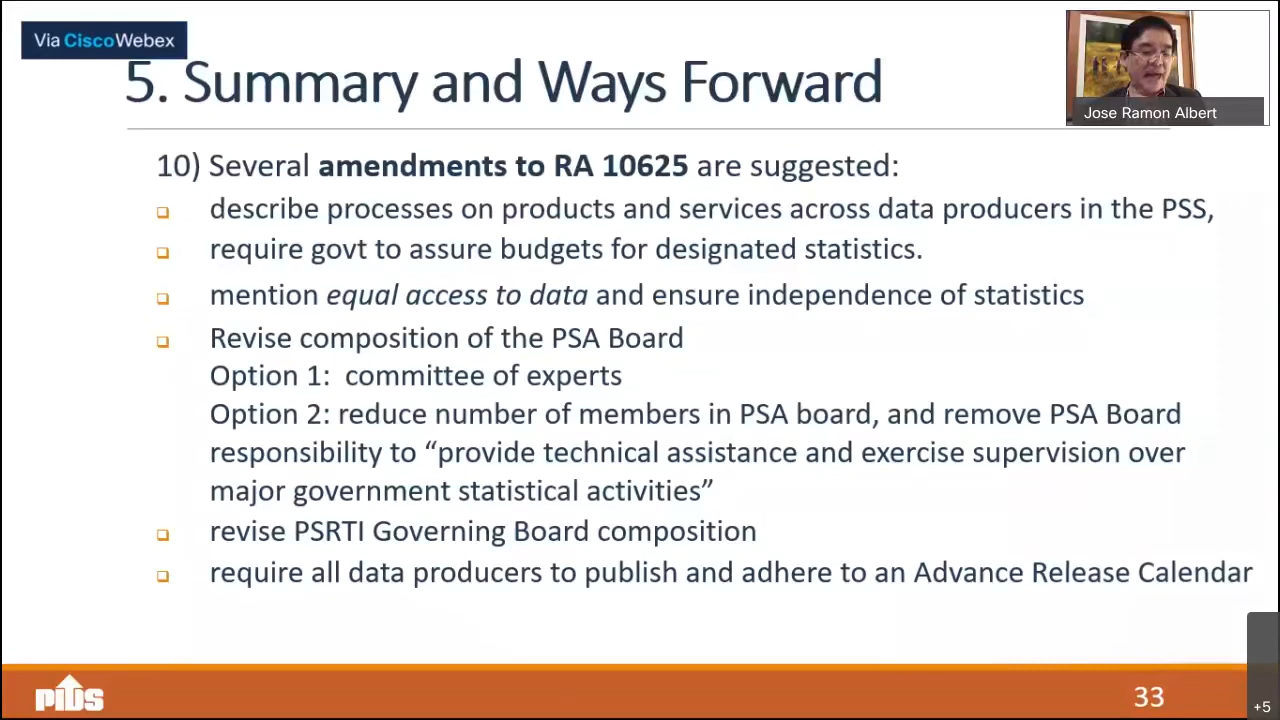 Via CiscoWebex
5. Summary and Ways Forward
Jose Ramon Albert
10) Several amendments to RA 10625 are suggested:
describe processes on products and services across data producers in the PSS,
require govt to assure budgets for designated statistics.
mention equal access to data and ensure independence of statistics
Revise composition of the PSA Board
Option 1: committee of experts
Option 2: reduce number of members in PSA board, and remove PSA Board
responsibility to “provide technical assistance and exercise supervision over
major government statistical activities”
revise PSRTI Governing Board composition
require all data producers to publish and adhere to an Advance Release Calendar
pids
33
+5